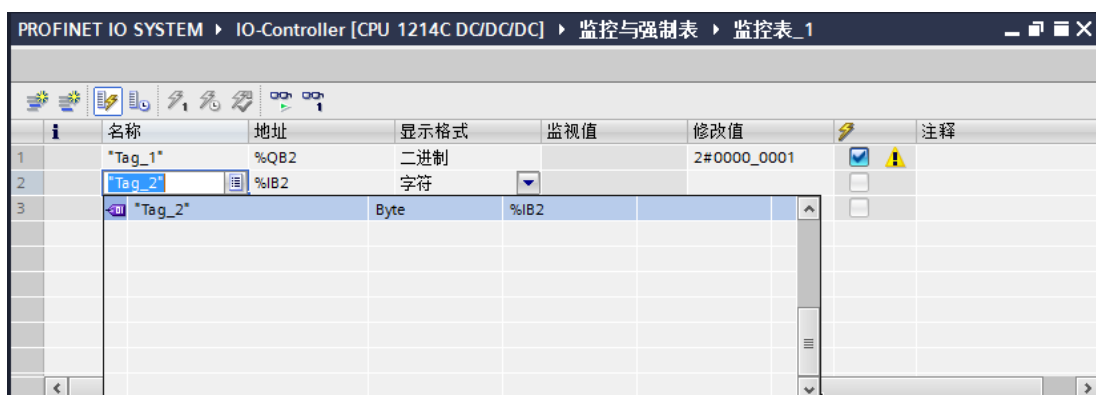 PROFINET IO SYSTEM ▸ IO-Controller [CPU 1214C DC/DC/DC] ▸ 监控与强制表 ▸ 监控表_1
i 名称 地址 显示格式 监视值 修改值 注释
1 "Tag_1" %QB2 二进制 2#0000_0001
2 "Tag_2" %IB2 字符
3 "Tag_2" Byte %IB2